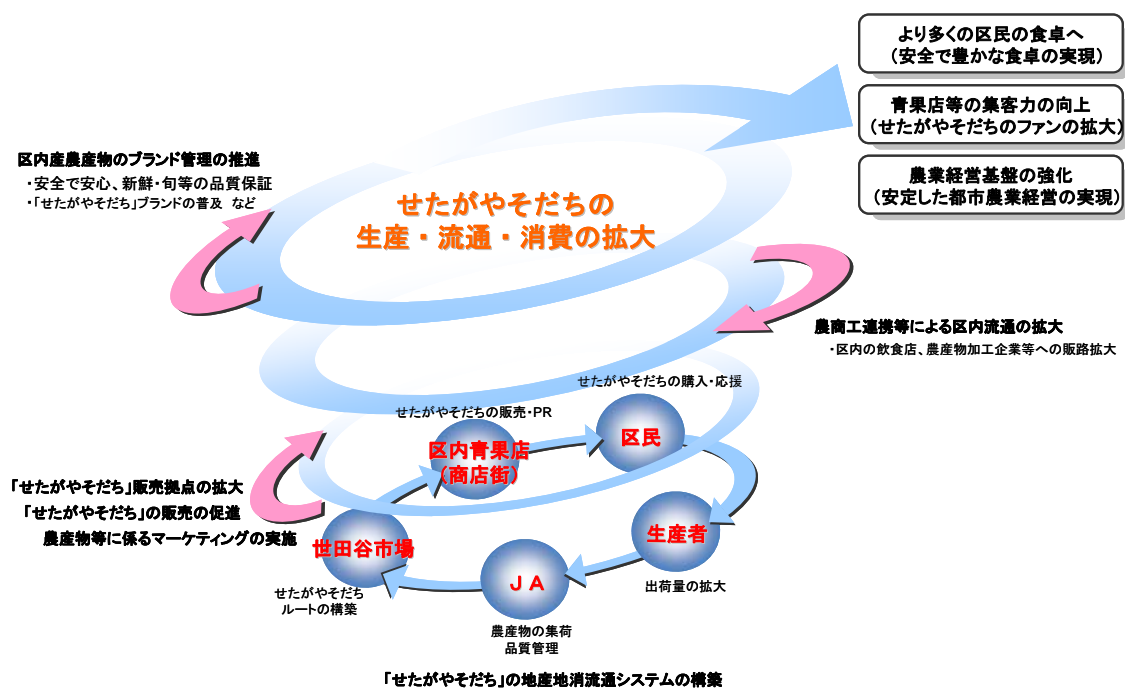 より多くの区民の食卓へ
（安全で豊かな食卓の実現）
青果店等の集客力の向上
（せたがやそだちのファンの拡大）
農業経営基盤の強化
（安定した都市農業経営の実現）
区内産農産物のブランド管理の推進
・安全で安心、新鮮・旬等の品質保証
・「せたがやそだち」ブランドの普及 など
せたがやそだちの
生産・流通・消費の拡大
農商工連携等による区内流通の拡大
・区内の飲食店、農産物加工企業等への販路拡大
せたがやそだちの購入・応援
せたがやそだちの販売・PR
区民
区内青果店
（商店街）
「せたがやそだち」販売拠点の拡大
「せたがやそだち」の販売の促進
農産物等に係るマーケティングの実施
生産者
世田谷市場
ＪＡ
出荷量の拡大
せたがやそだち
ルートの構築
農産物の集荷
品質管理
「せたがやそだち」の地産地消流通システムの構築